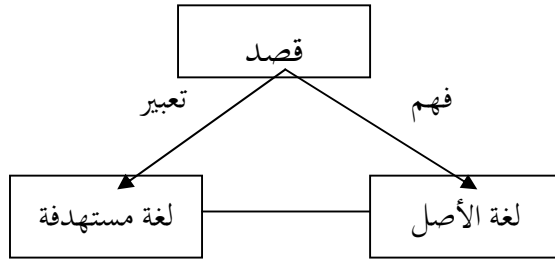 قصد
فهم
تعبير
لغة الأصل
لغة مستهدفة